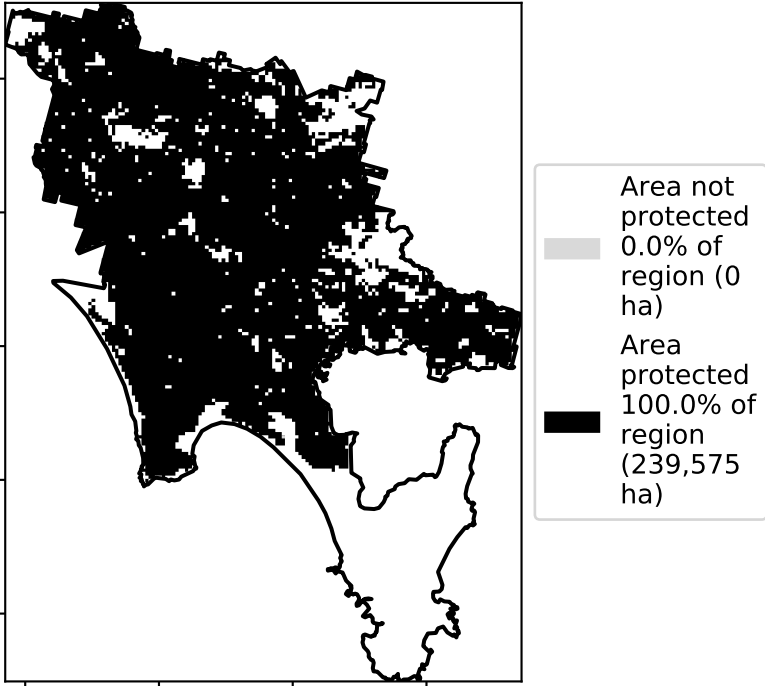 Area not
protected
0.0% of
region (0
ha)
Area
protected
100.0% of
region
(239,575
ha)